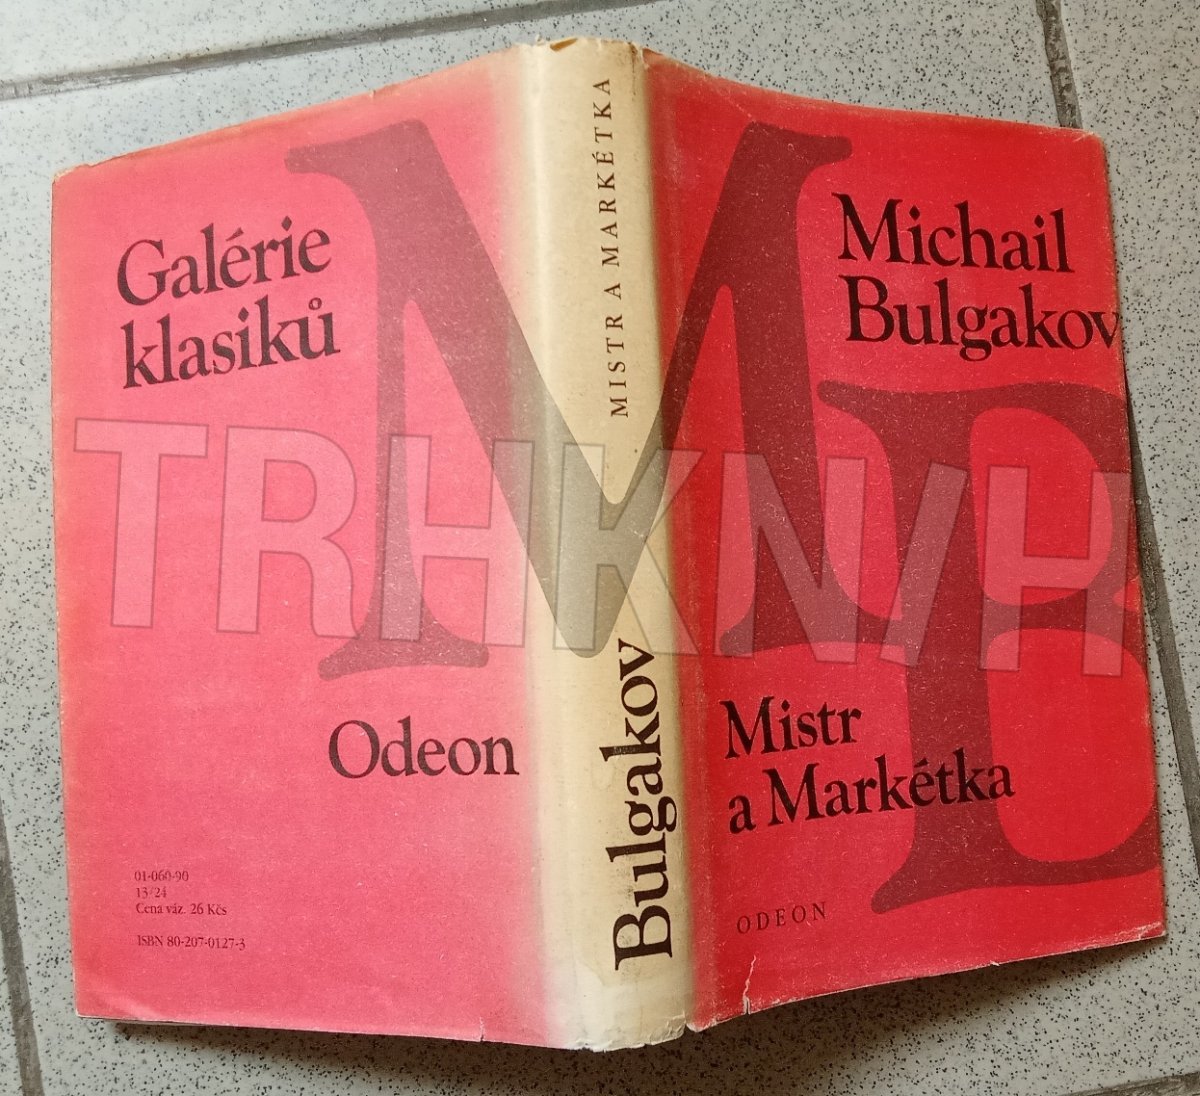 Galérie
klasiků
Odeon
01-060-90
13/24
Cena váz. 26 Kčs
ISBN 80-207-0127-3
MISTR A MARKÉTKA
Bulgakov
M
B
Michail
Bulgakov
Mistr
a Markétka
ODEON
TRHKNIH